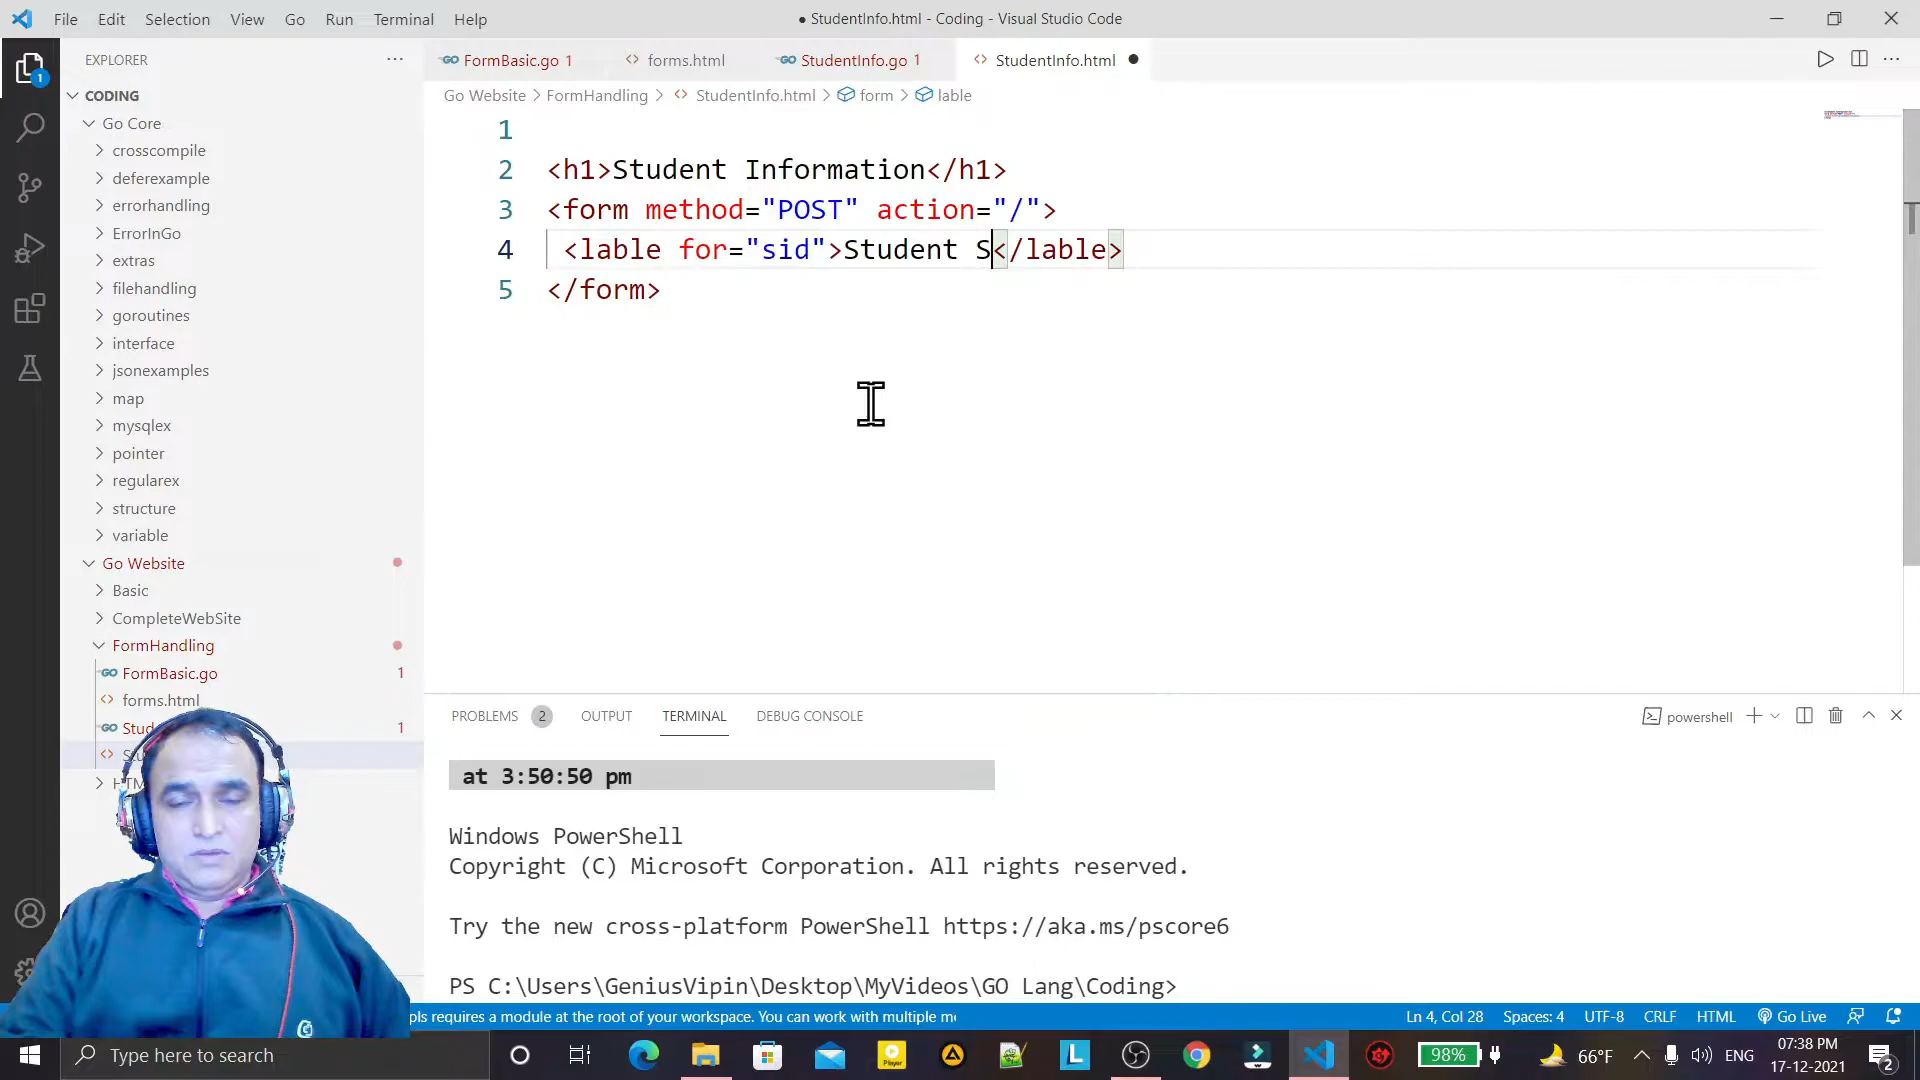 File Edit Selection View Go Run Terminal Help
● StudentInfo.html - Coding - Visual Studio Code
EXPLORER
FormBasic.go 1
forms.html
StudentInfo.go 1
StudentInfo.html
CODING
Go Website > FormHandling > StudentInfo.html > form > lable
Go Core
crosscompile
deferexample
errorhandling
ErrorInGo
extras
filehandling
goroutines
interface
jsonexamples
map
mysqlex
pointer
regularex
structure
variable
Go Website
Basic
CompleteWebSite
FormHandling
FormBasic.go 1
forms.html
1
1
2 <h1>Student Information</h1>
3 <form method="POST" action="/">
4 <lable for="sid">Student S</lable>
5 </form>
PROBLEMS 2 OUTPUT TERMINAL DEBUG CONSOLE
powershell
at 3:50:50 pm
Windows PowerShell
Copyright (C) Microsoft Corporation. All rights reserved.
Try the new cross-platform PowerShell https://aka.ms/pscore6
PS C:\Users\GeniusVipin\Desktop\MyVideos\GO Lang\Coding>
requires a module at the root of your workspace. You can work with multiple
Ln 4, Col 28 Spaces: 4 UTF-8 CRLF HTML Go Live
Type here to search
98%
66°F
ENG
07:38 PM
17-12-2021
2